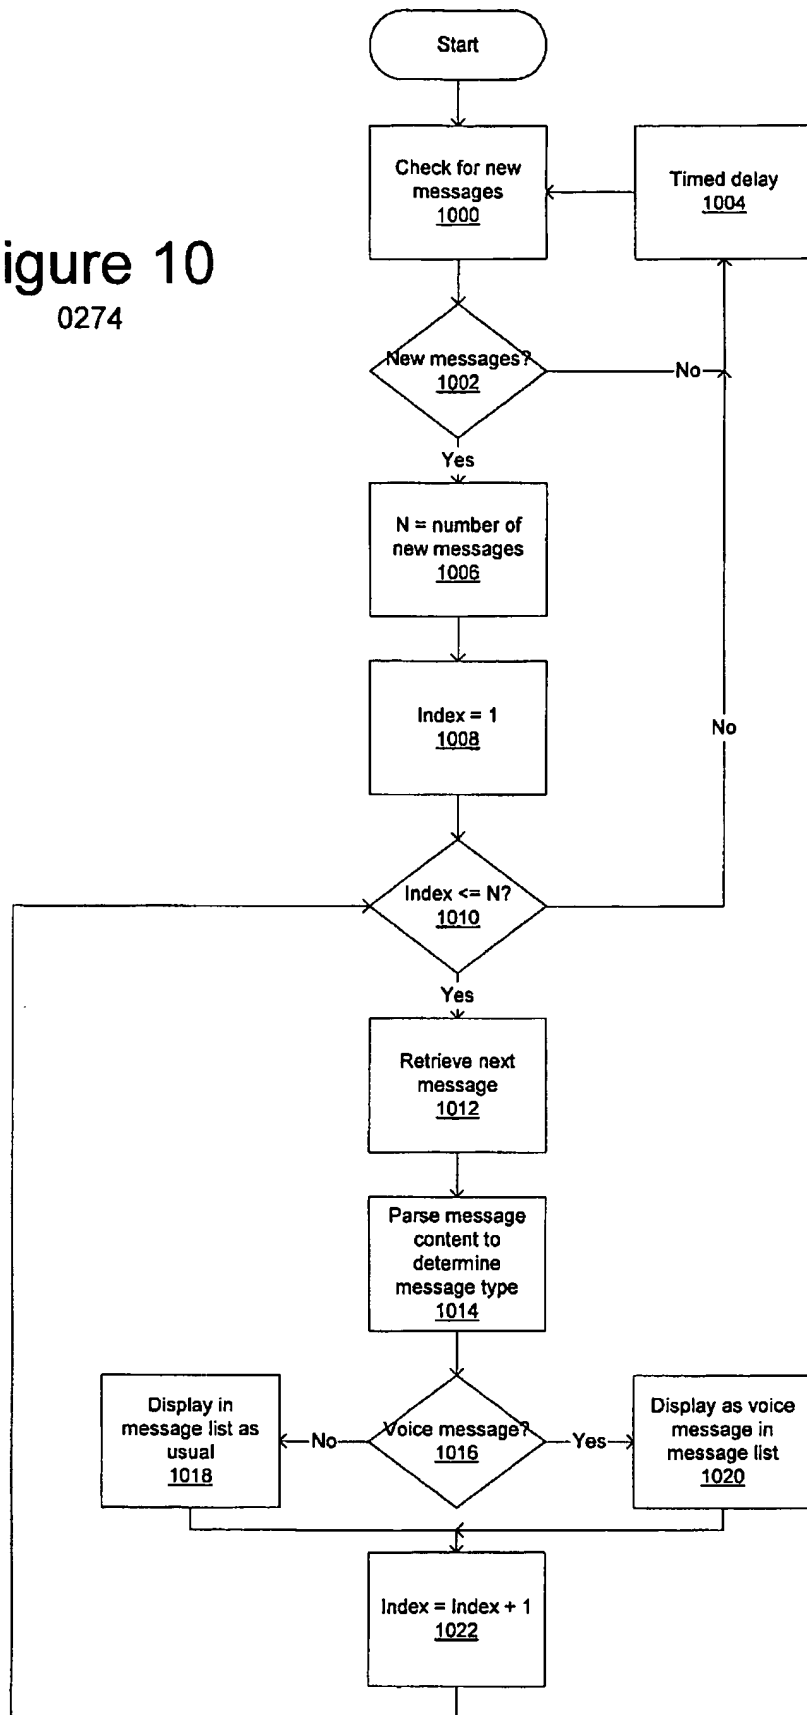 Start
Check for new
messages
1000
Timed delay
1004
igure 10
0274
New messages?
1002
No
Yes
N = number of
new messages
1006
Index = 1
1008
No
Index <= N?
1010
Yes
Retrieve next
message
1012
Parse message
content to
determine
message type
1014
Display in
message list as
usual
1018
No
Voice message?
1016
Yes
Display as voice
message in
message list
1020
Index = Index + 1
1022